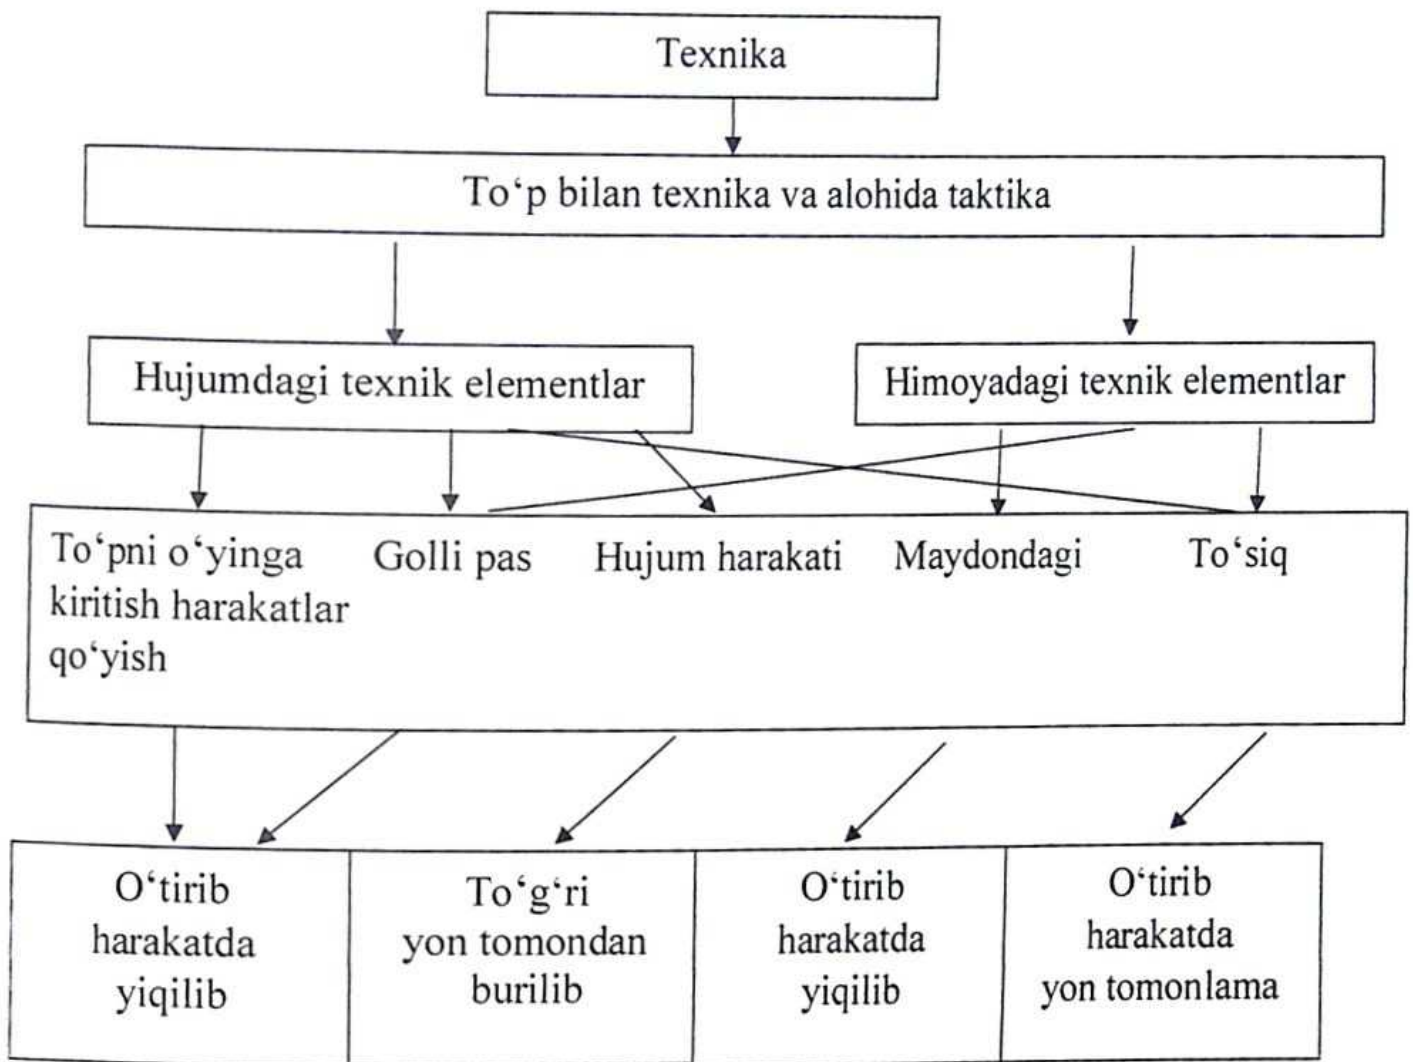 Texnika
To‘p bilan texnika va alohida taktika
Hujumdagi texnik elementlar
Himoyadagi texnik elementlar
To‘pni o‘yinga Golli pas Hujum harakati Maydondagi To‘siq
kiritish harakatlar
qo‘yish
O‘tirib
harakatda
yiqilib
To‘g‘ri
yon tomondan
burilib
O‘tirib
harakatda
yiqilib
O‘tirib
harakatda
yon tomonlama